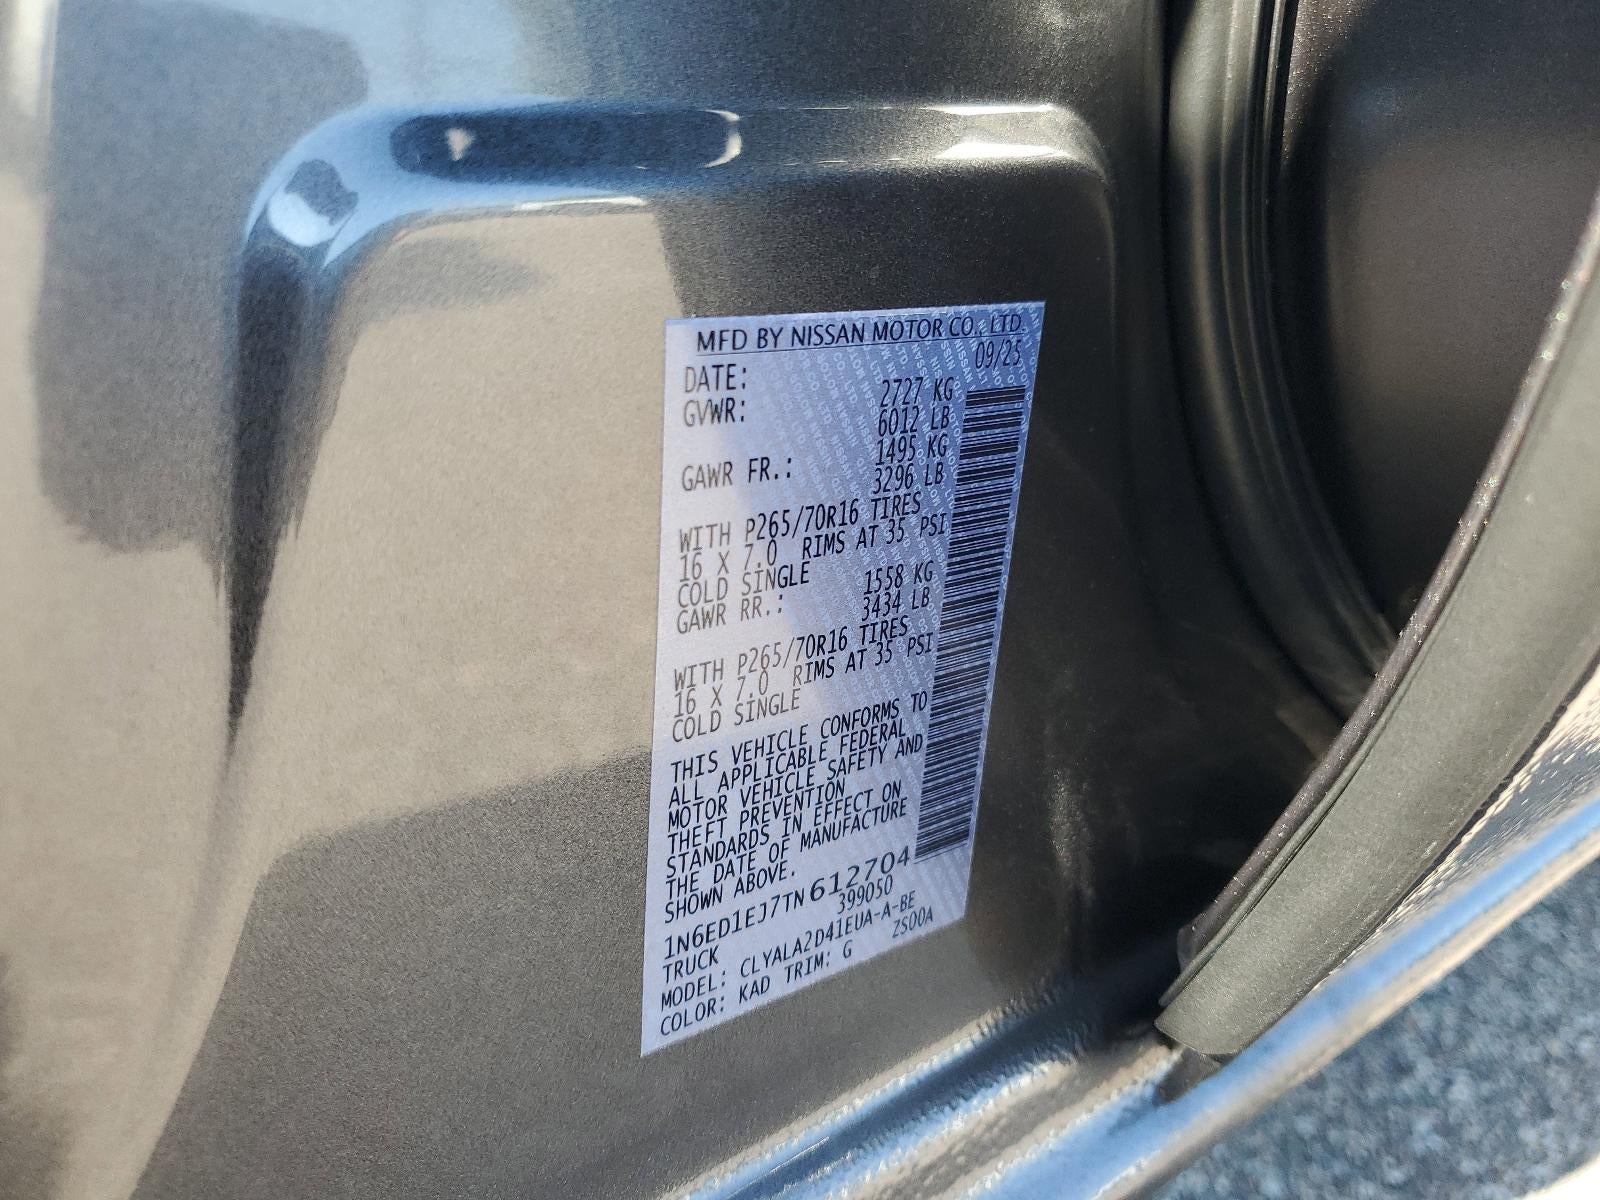 MFD BY NISSAN MOTOR CO., LTD.
DATE: 09/25
GVWR: 2727 KG
6012 LB
GAWR FR.: 1495 KG
3296 LB
WITH P265/70R16 TIRES
16 X 7.0 RIMS AT 35 PSI
COLD SINGLE
GAWR RR.: 1558 KG
3434 LB
WITH P265/70R16 TIRES
16 X 7.0 RIMS AT 35 PSI
COLD SINGLE
THIS VEHICLE CONFORMS TO
ALL APPLICABLE FEDERAL
MOTOR VEHICLE SAFETY AND
THEFT PREVENTION
STANDARDS IN EFFECT ON
THE DATE OF MANUFACTURE
SHOWN ABOVE.
1N6ED1EJ7TN612704
TRUCK 399050
MODEL: CLYALA2D41EUA-A-BE
COLOR: KAD TRIM: G ZS00A